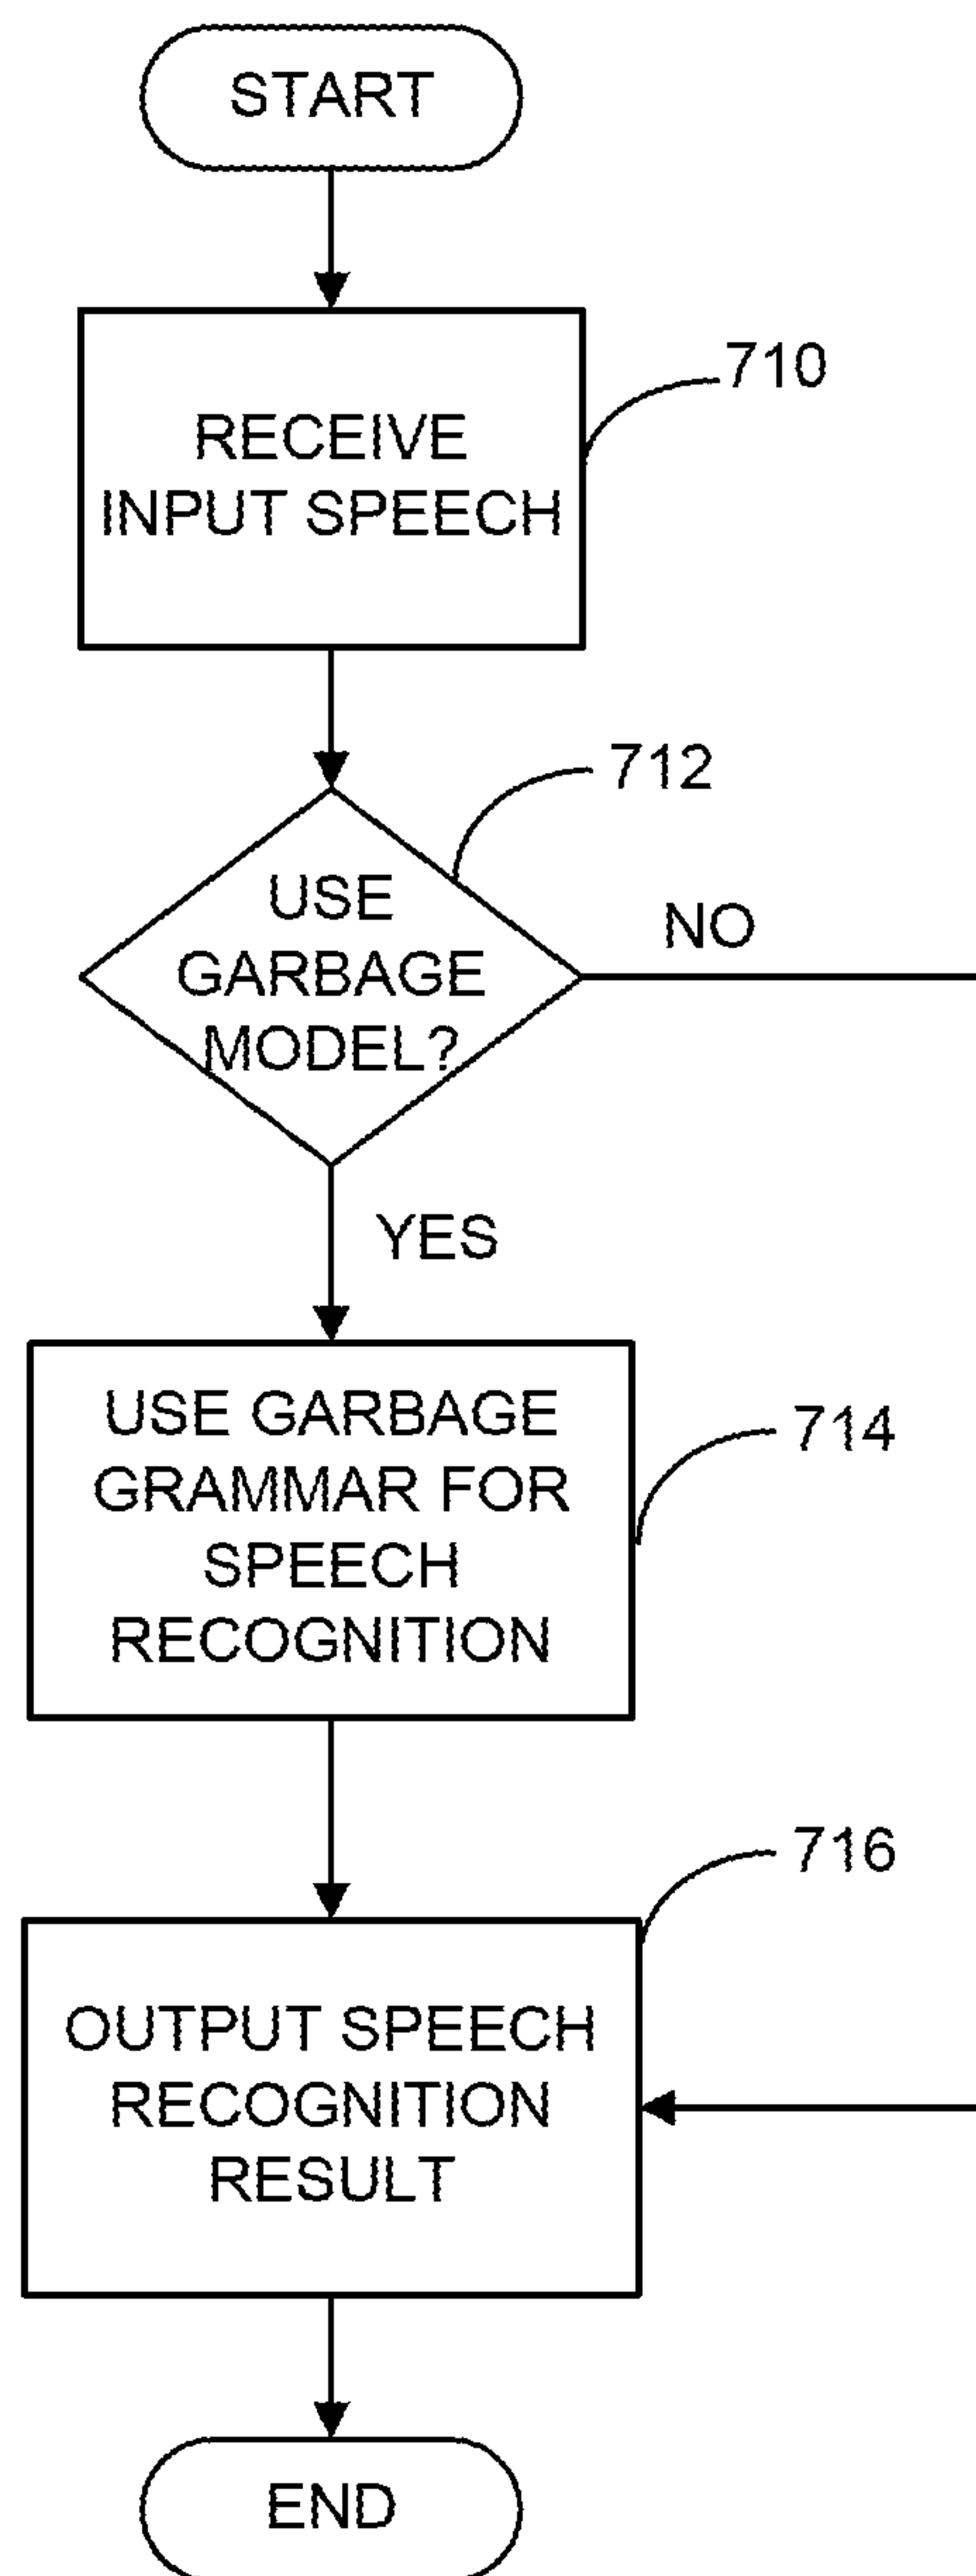 START
RECEIVE
INPUT SPEECH
710
USE
GARBAGE
MODEL?
712
NO
YES
USE GARBAGE
GRAMMAR FOR
SPEECH
RECOGNITION
714
OUTPUT SPEECH
RECOGNITION
RESULT
716
END